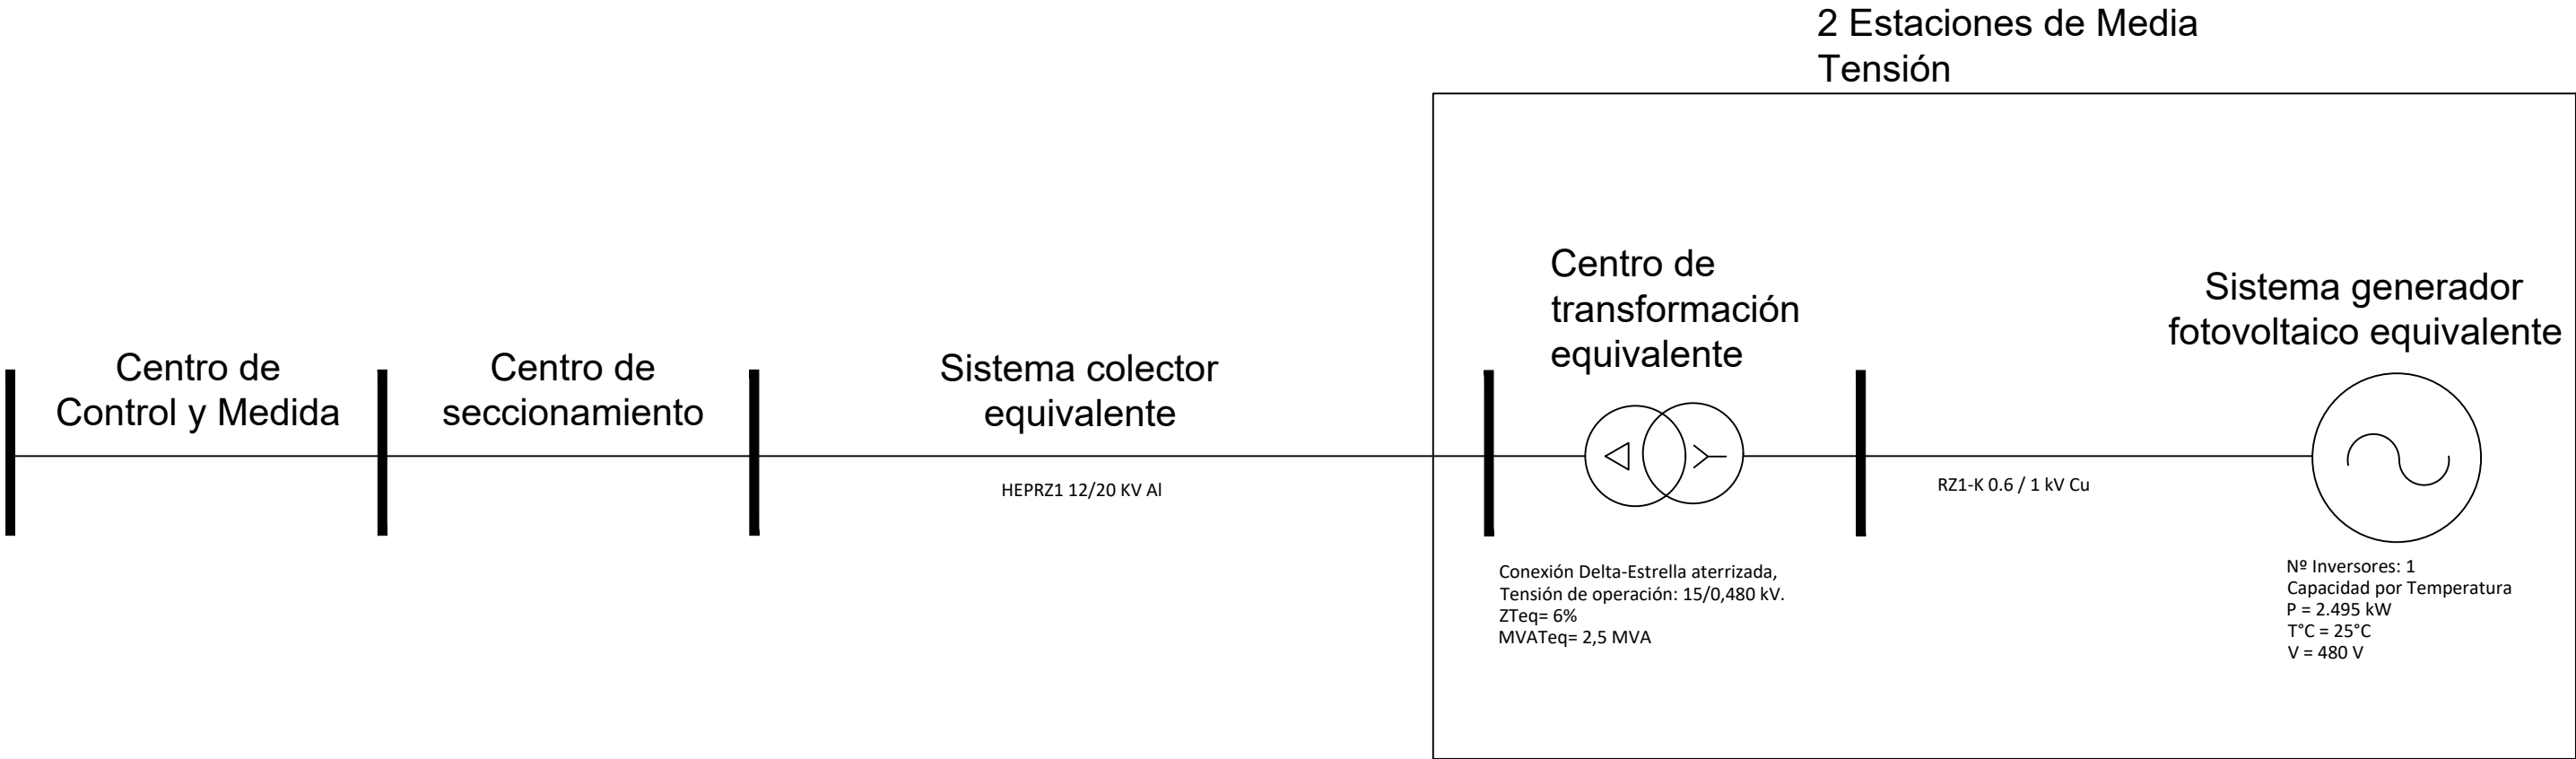 2 Estaciones de Media
Tensión
Centro de
Control y Medida
Centro de
seccionamiento
Sistema colector
equivalente
HEPRZ1 12/20 KV Al
Centro de
transformación
equivalente
Conexión Delta-Estrella aterrizada,
Tensión de operación: 15/0,480 kV.
ZTeq= 6%
MVATeq= 2,5 MVA
RZ1-K 0.6 / 1 kV Cu
Sistema generador
fotovoltaico equivalente
Nº Inversores: 1
Capacidad por Temperatura
P = 2.495 kW
T°C = 25°C
V = 480 V